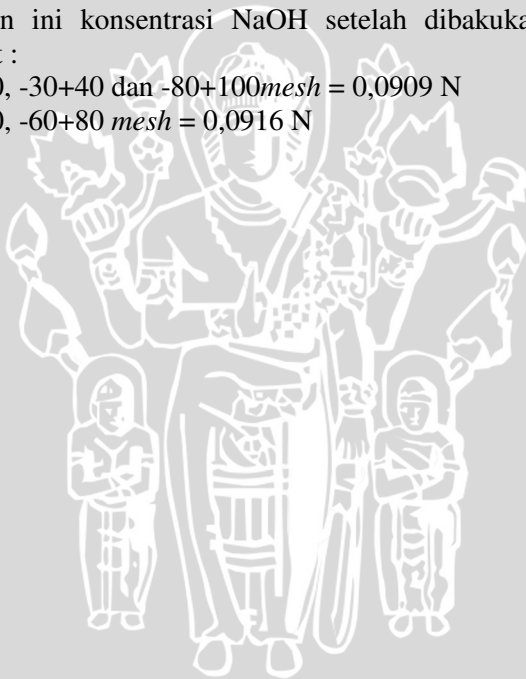 n ini konsentrasi NaOH setelah dibakuka
t :
0, -30+40 dan -80+100mesh = 0,0909 N
0, -60+80 mesh = 0,0916 N